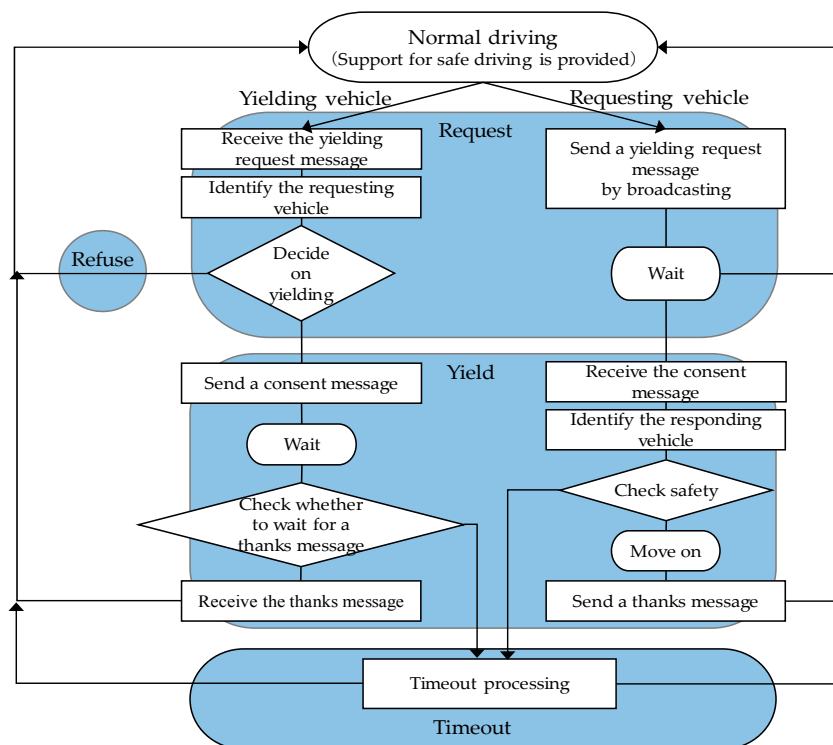 Normal driving
(Support for safe driving is provided)
Yielding vehicle
Requesting vehicle
Request
Receive the yielding
request message
Identify the requesting
vehicle
Decide
on
yielding
Refuse
Send a yielding request
message
by broadcasting
Wait
Yield
Send a consent message
Wait
Check whether
to wait for a
thanks message
Receive the thanks message
Receive the consent
message
Identify the responding
vehicle
Check safety
Move on
Send a thanks message
Timeout processing
Timeout